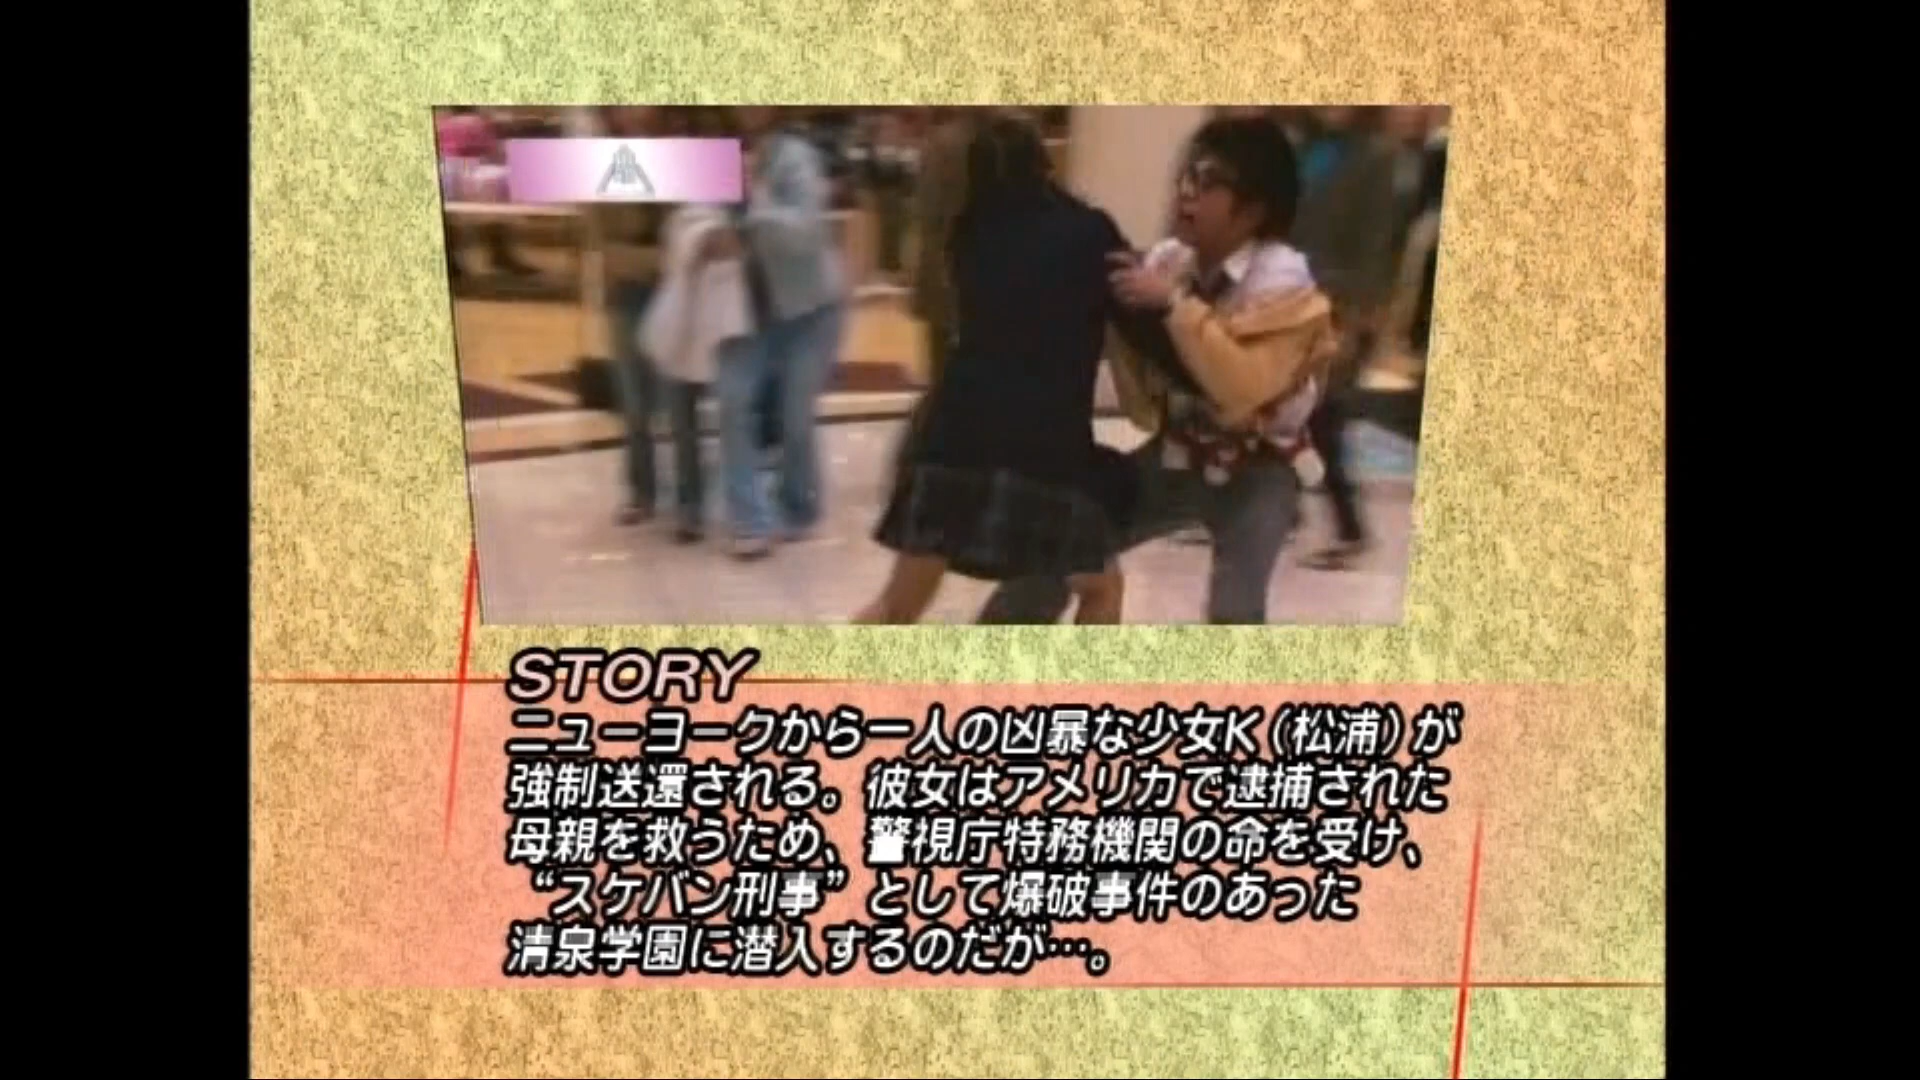 STORY
ニューヨークから一人の凶暴な少女K（松浦）が
強制送還される。彼女はアメリカで逮捕された
母親を救うため、警視庁特務機関の命を受け、
“スケバン刑事”として爆破事件のあった
清泉学園に潜入するのだが…。